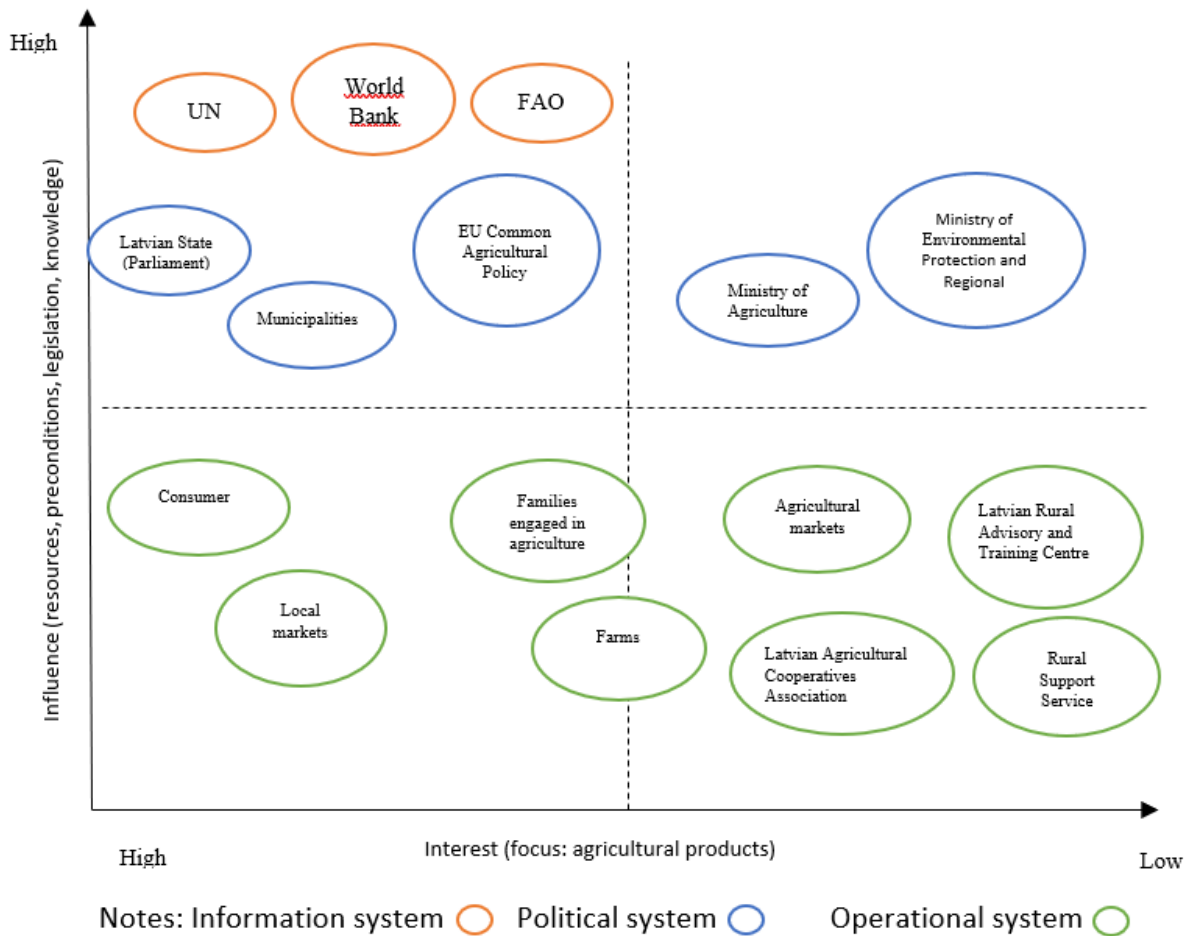 High
UN
World
Bank
FAO
Influence (resources, preconditions, legislation, knowledge)
Latvian State
(Parliament)
Municipalities
EU Common
Agricultural
Policy
Ministry of
Agriculture
Ministry of
Environmental
Protection and
Regional
Consumer
Local
markets
Families
engaged in
agriculture
Farms
Agricultural
markets
Latvian Rural
Advisory and
Training Centre
Latvian Agricultural
Cooperatives
Association
Rural
Support
Service
High
Interest (focus: agricultural products)
Low
Notes: Information system
Political system
Operational system